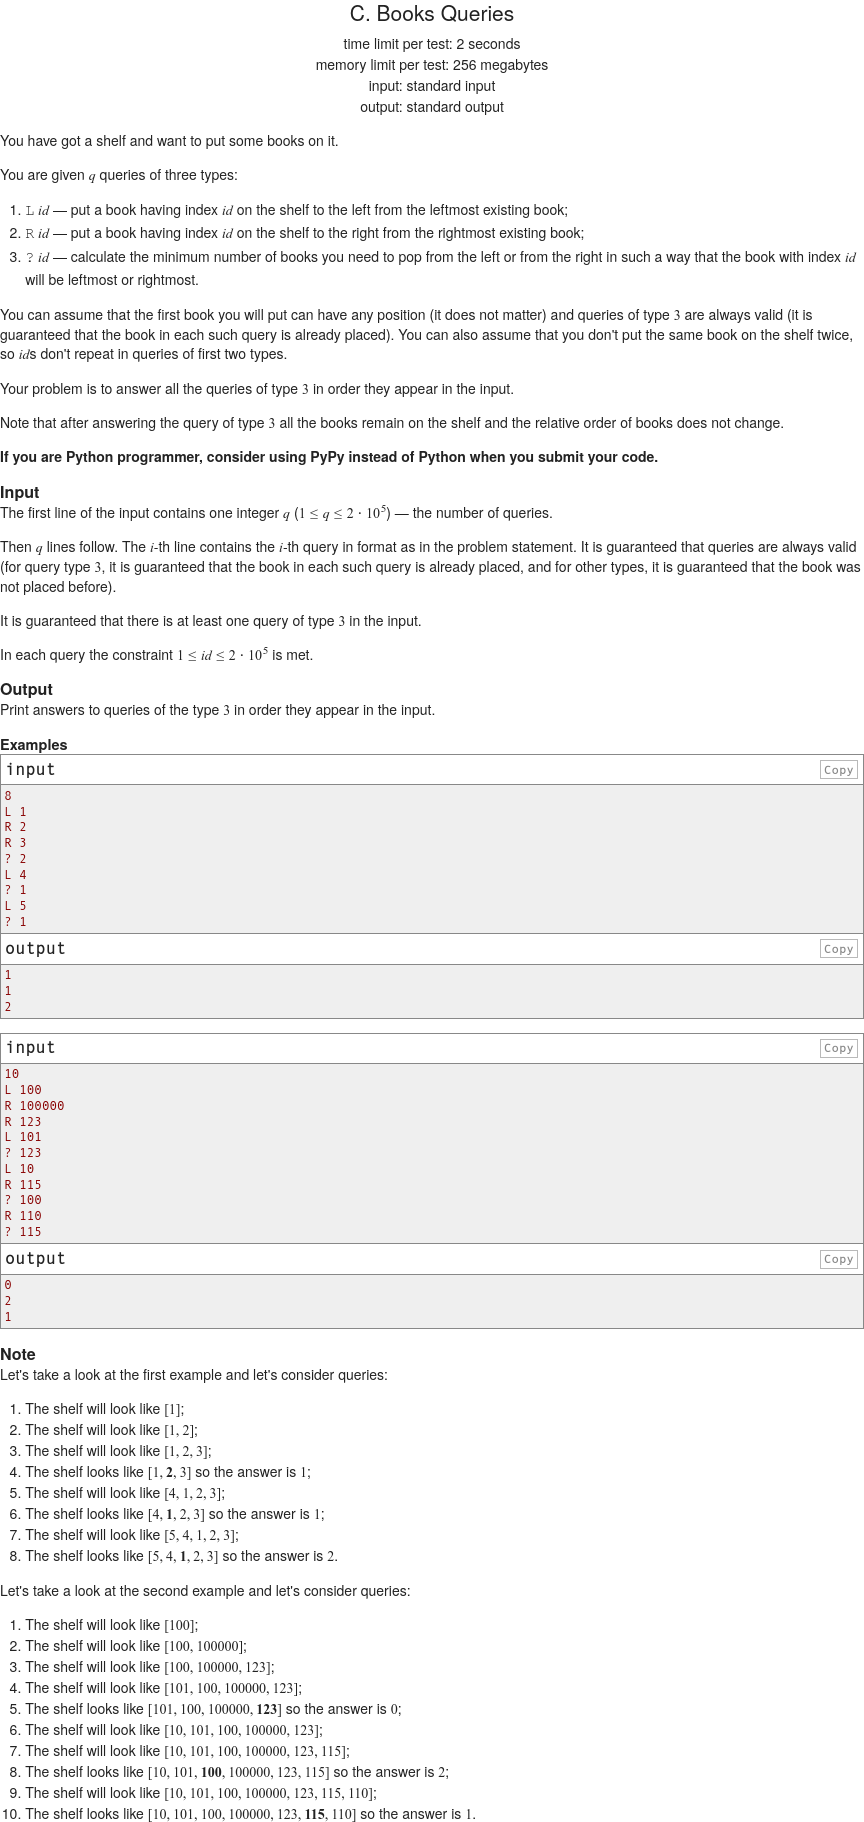 C. Books Queries
time limit per test: 2 seconds
memory limit per test: 256 megabytes
input: standard input
output: standard output
You have got a shelf and want to put some books on it.
You are given q queries of three types:
1. L id — put a book having index id on the shelf to the left from the leftmost existing book;
2. R id — put a book having index id on the shelf to the right from the rightmost existing book;
3. ? id — calculate the minimum number of books you need to pop from the left or from the right in such a way that the book with index id
will be leftmost or rightmost.
You can assume that the first book you will put can have any position (it does not matter) and queries of type 3 are always valid (it is
guaranteed that the book in each such query is already placed). You can also assume that you don't put the same book on the shelf twice,
so ids don't repeat in queries of first two types.
Your problem is to answer all the queries of type 3 in order they appear in the input.
Note that after answering the query of type 3 all the books remain on the shelf and the relative order of books does not change.
If you are Python programmer, consider using PyPy instead of Python when you submit your code.
Input
The first line of the input contains one integer q (1 ≤ q ≤ 2 · 10^5) — the number of queries.
Then q lines follow. The i-th line contains the i-th query in format as in the problem statement. It is guaranteed that queries are always valid
(for query type 3, it is guaranteed that the book in each such query is already placed, and for other types, it is guaranteed that the book was
not placed before).
It is guaranteed that there is at least one query of type 3 in the input.
In each query the constraint 1 ≤ id ≤ 2 · 10^5 is met.
Output
Print answers to queries of the type 3 in order they appear in the input.
Examples
input Copy
8
L 1
R 2
R 3
? 2
L 4
? 1
L 5
? 1
output Copy
1
1
2
input Copy
10
L 100
R 100000
R 123
L 101
? 123
L 10
R 115
? 100
R 110
? 115
output Copy
0
2
1
Note
Let's take a look at the first example and let's consider queries:
1. The shelf will look like [1];
2. The shelf will look like [1, 2];
3. The shelf will look like [1, 2, 3];
4. The shelf looks like [1, 2, 3] so the answer is 1;
5. The shelf will look like [4, 1, 2, 3];
6. The shelf looks like [4, 1, 2, 3] so the answer is 1;
7. The shelf will look like [5, 4, 1, 2, 3];
8. The shelf looks like [5, 4, 1, 2, 3] so the answer is 2.
Let's take a look at the second example and let's consider queries:
1. The shelf will look like [100];
2. The shelf will look like [100, 100000];
3. The shelf will look like [100, 100000, 123];
4. The shelf will look like [101, 100, 100000, 123];
5. The shelf looks like [101, 100, 100000, 123] so the answer is 0;
6. The shelf will look like [10, 101, 100, 100000, 123];
7. The shelf will look like [10, 101, 100, 100000, 123, 115];
8. The shelf looks like [10, 101, 100, 100000, 123, 115] so the answer is 2;
9. The shelf will look like [10, 101, 100, 100000, 123, 115, 110];
10. The shelf looks like [10, 101, 100, 100000, 123, 115, 110] so the answer is 1.